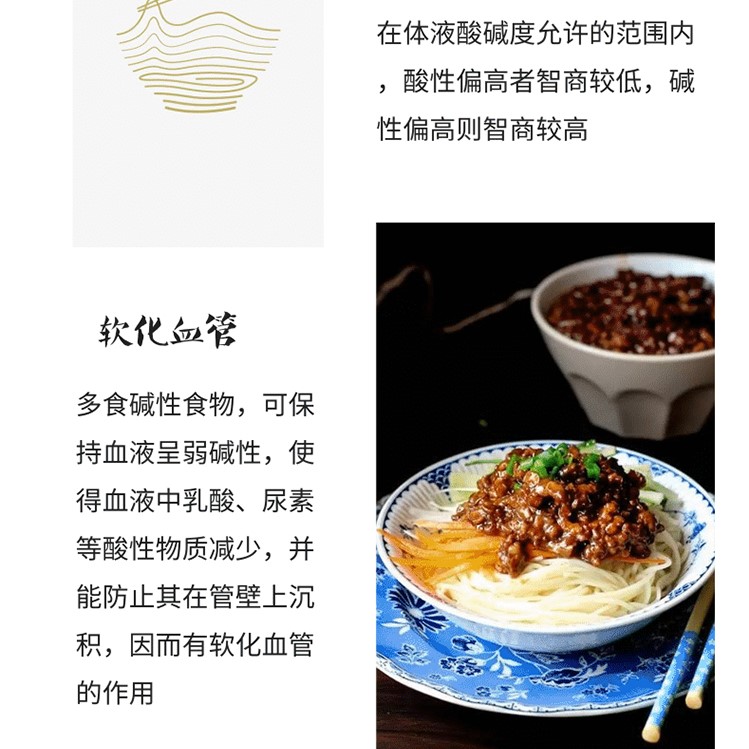 在体液酸碱度允许的范围内
，酸性偏高者智商较低，碱
性偏高则智商较高
软化血管
多食碱性食物，可保
持血液呈弱碱性，使
得血液中乳酸、尿素
等酸性物质减少，并
能防止其在管壁上沉
积，因而有软化血管
的作用